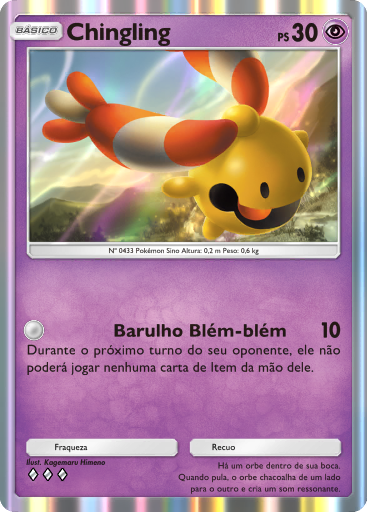 BÁSICO
Chingling
PS 30
Nº 0433 Pokémon Sino Altura: 0,2 m Peso: 0,6 kg
Barulho Blém-blém 10
Durante o próximo turno do seu oponente, ele não
poderá jogar nenhuma carta de Item da mão dele.
Fraqueza
Recuo
Ilust. Kagemaru Himeno
Há um orbe dentro de sua boca.
Quando pula, o orbe chacoalha de um lado
para o outro e cria um som ressonante.